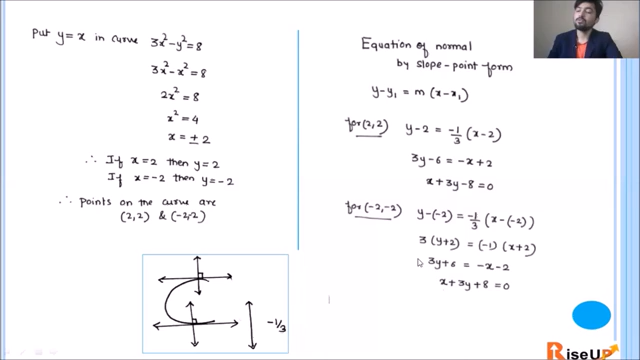 Put y=x in curve 3x²-y²=8
3x²-x²=8
2x²=8
x²=4
x=±2
∴ If x=2 then y=2
If x=-2 then y=-2
∴ points on the curve are
(2,2) & (-2,2)
-1/3
Equation of normal
by slope-point form
y-y₁ = m (x-x₁)
for(2,2) y-2 = -1/3 (x-2)
3y-6 = -x+2
x+3y-8=0
for(-2,-2) y-(-2) = -1/3 (x-(-2))
3(y+2) = (-1) (x+2)
3y+6 = -x-2
x+3y+8=0
RiseUP